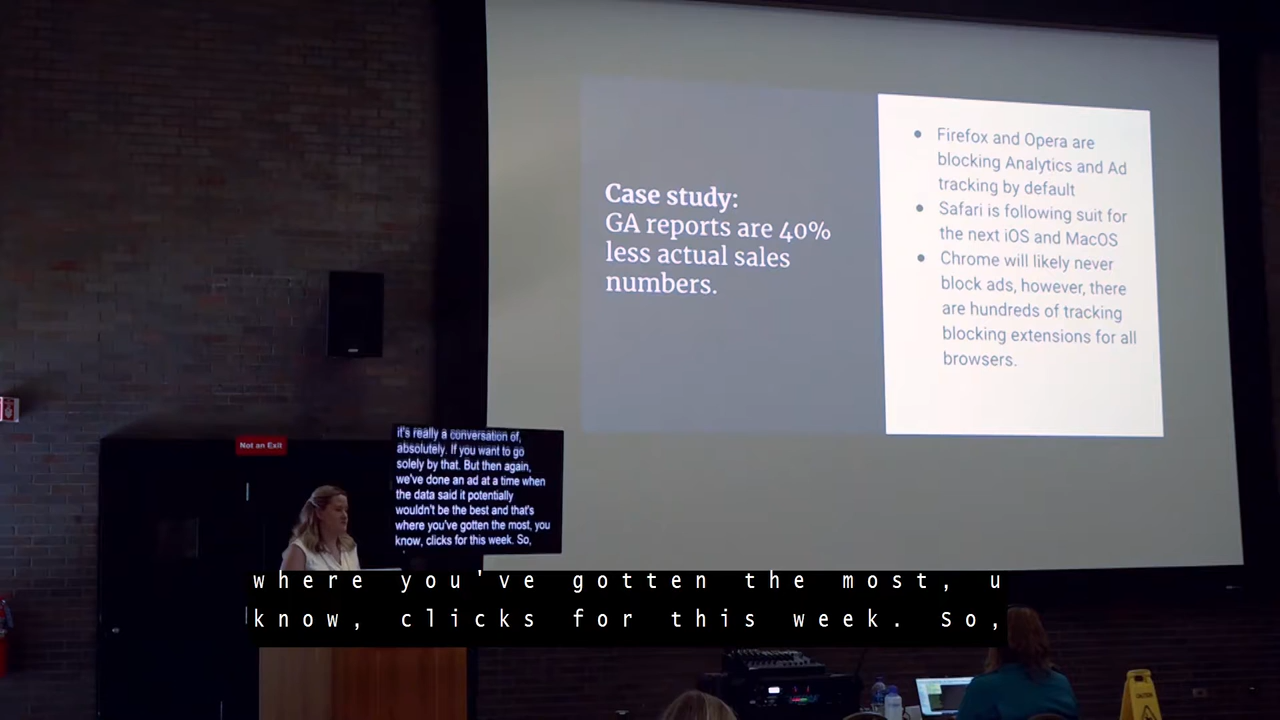 Case study:
GA reports are 40%
less actual sales
numbers.
Firefox and Opera are
blocking Analytics and Ad
tracking by default
Safari is following suit for
the next iOS and MacOS
Chrome will likely never
block ads, however, there
are hundreds of tracking
blocking extensions for all
browsers.
Not an Exit
it's really a conversation of,
absolutely. If you want to go
solely by that. But then again,
we've done an ad at a time when
the data said it potentially
wouldn't be the best and that's
where you've gotten the most, you
know, clicks for this week. So,
where you've gotten the most, u
know, clicks for this week. So,